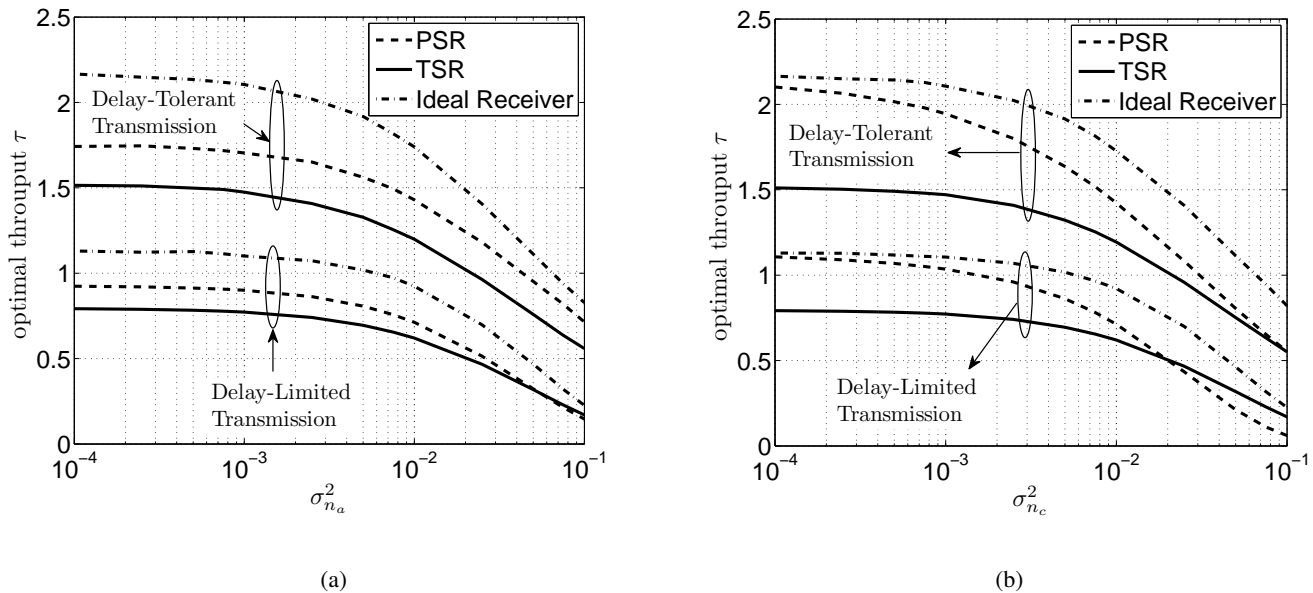 PSR
TSR
Ideal Receiver
Delay-Tolerant
Transmission
Delay-Limited
Transmission
optimal throuput τ
2.5
2
1.5
1
0.5
0
10⁻⁴
10⁻³
10⁻²
10⁻¹
σ²ₙₐ
(a)
PSR
TSR
Ideal Receiver
Delay-Tolerant
Transmission
Delay-Limited
Transmission
optimal throuput τ
2.5
2
1.5
1
0.5
0
10⁻⁴
10⁻³
10⁻²
10⁻¹
σ²_{n_c}
(b)